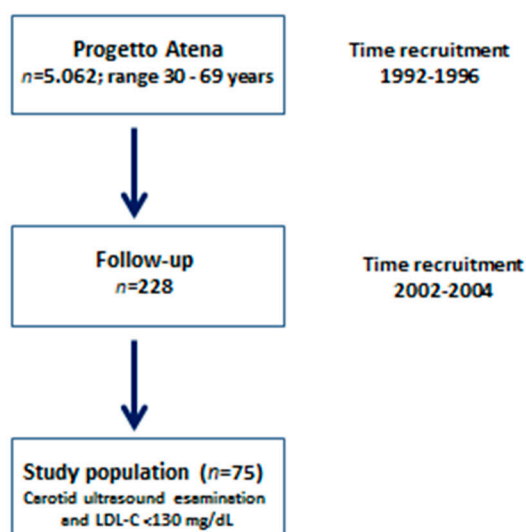 Progetto Atena
n=5.062; range 30 - 69 years
Time recruitment
1992-1996
Follow-up
n=228
Time recruitment
2002-2004
Study population (n=75)
Carotid ultrasound esamination
and LDL-C <130 mg/dL